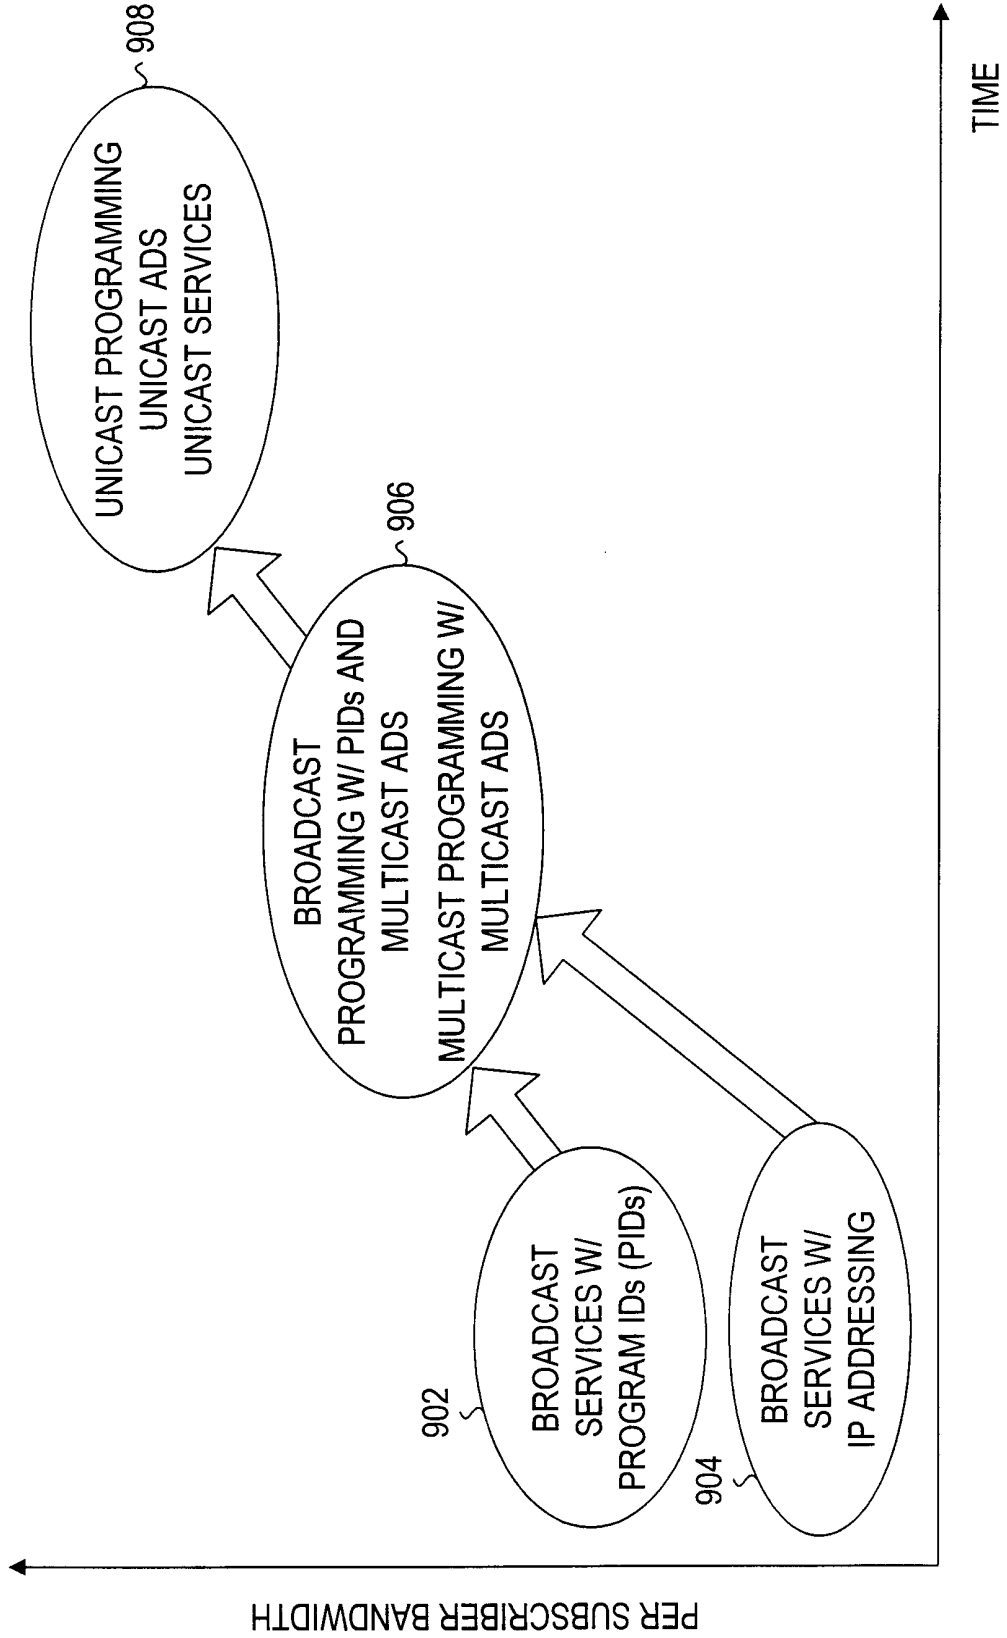 908
UNICAST PROGRAMMING
UNICAST ADS
UNICAST SERVICES
906
BROADCAST
PROGRAMMING W/ PIDs AND
MULTICAST ADS
MULTICAST PROGRAMMING W/
MULTICAST ADS
902
BROADCAST
SERVICES W/
PROGRAM IDs (PIDs)
904
BROADCAST
SERVICES W/
IP ADDRESSING
PER SUBSCRIBER BANDWIDTH
TIME